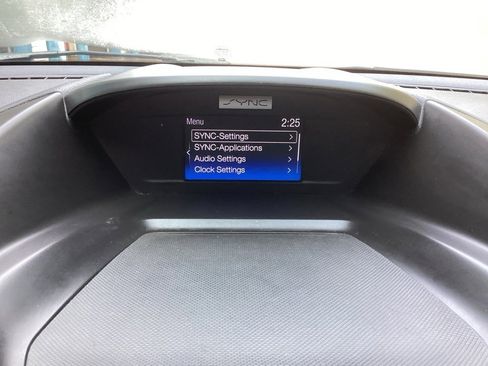 SYNC
Menu 2:25
SYNC-Settings
SYNC-Applications
Audio Settings
Clock Settings